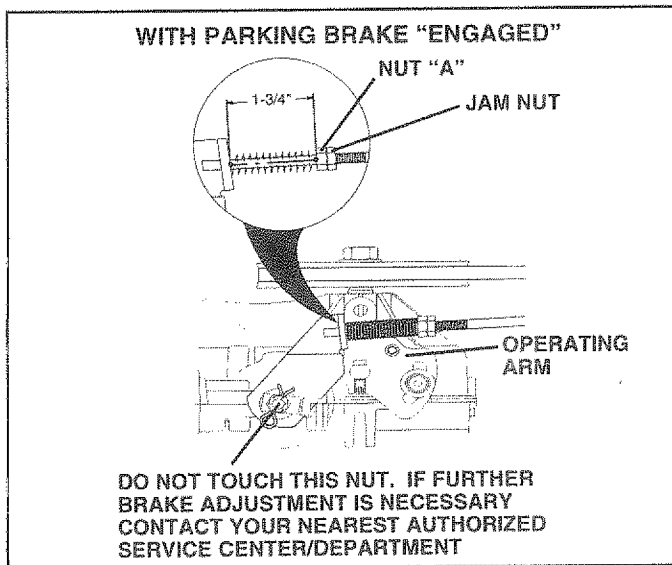 WITH PARKING BRAKE "ENGAGED"
NUT "A"
1-3/4"
JAM NUT
OPERATING
ARM
DO NOT TOUCH THIS NUT. IF FURTHER
BRAKE ADJUSTMENT IS NECESSARY
CONTACT YOUR NEAREST AUTHORIZED
SERVICE CENTER/DEPARTMENT